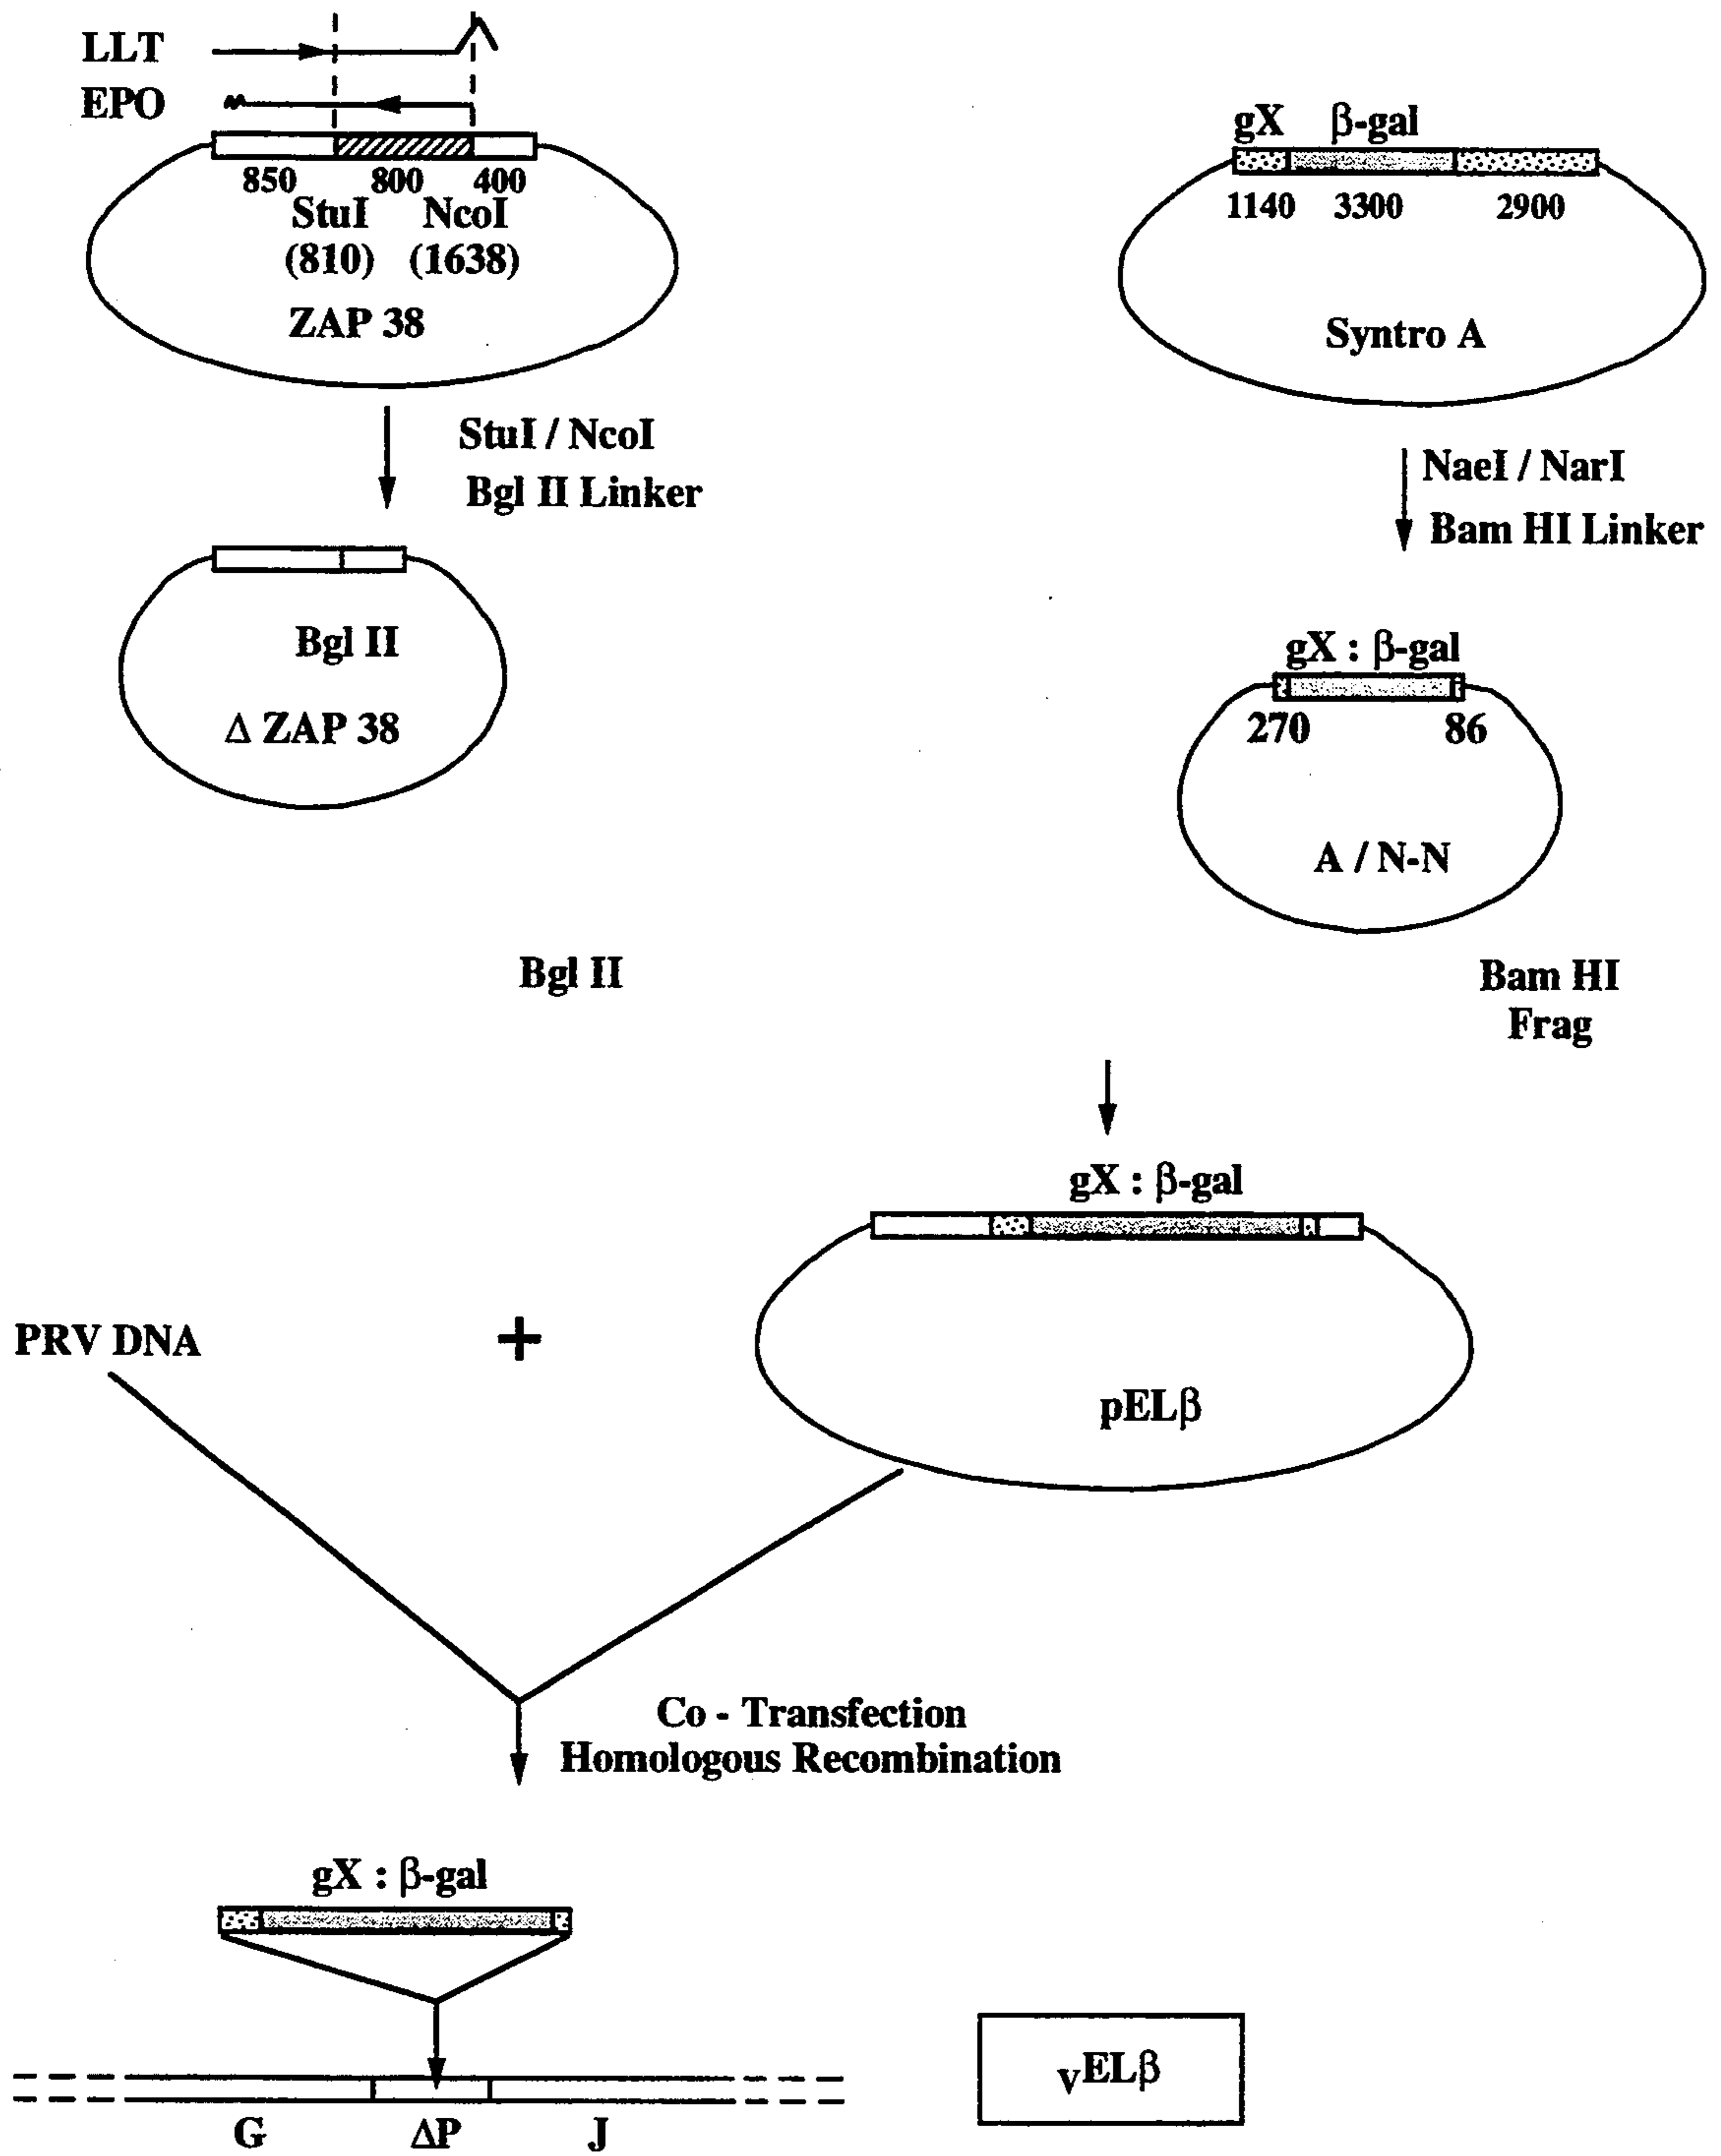 LLT
EPO
850 800 400
StuI NcoI
(810) (1638)
ZAP 38
gX β-gal
1140 3300 2900
Syntro A
StuI / NcoI
Bgl II Linker
NaeI / NarI
Bam HI Linker
Bgl II
Δ ZAP 38
gX : β-gal
270 86
A / N-N
Bgl II
Bam HI
Frag
gX : β-gal
PRV DNA
+
pELβ
Co - Transfection
Homologous Recombination
gX : β-gal
G ΔP J
vELβ